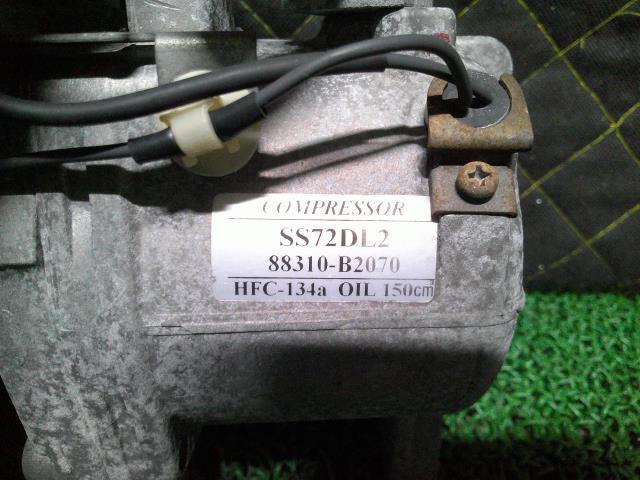 COMPRESSOR
SS72DL2
88310-B2070
HFC-134a OIL 150cm